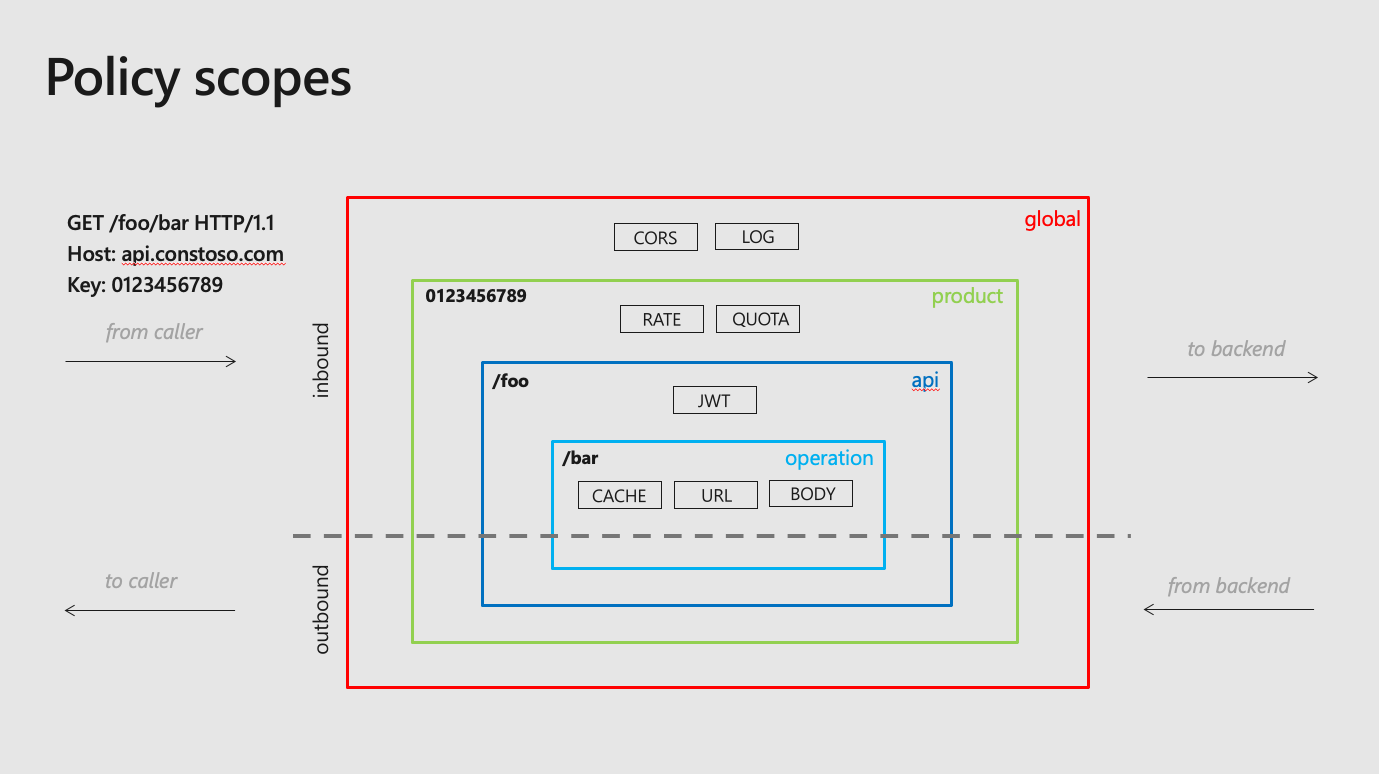 Policy scopes
GET /foo/bar HTTP/1.1
Host: api.constoso.com
Key: 0123456789
from caller
inbound
global
CORS
LOG
0123456789
product
RATE
QUOTA
/foo
api
JWT
/bar
operation
CACHE
URL
BODY
to backend
to caller
outbound
from backend